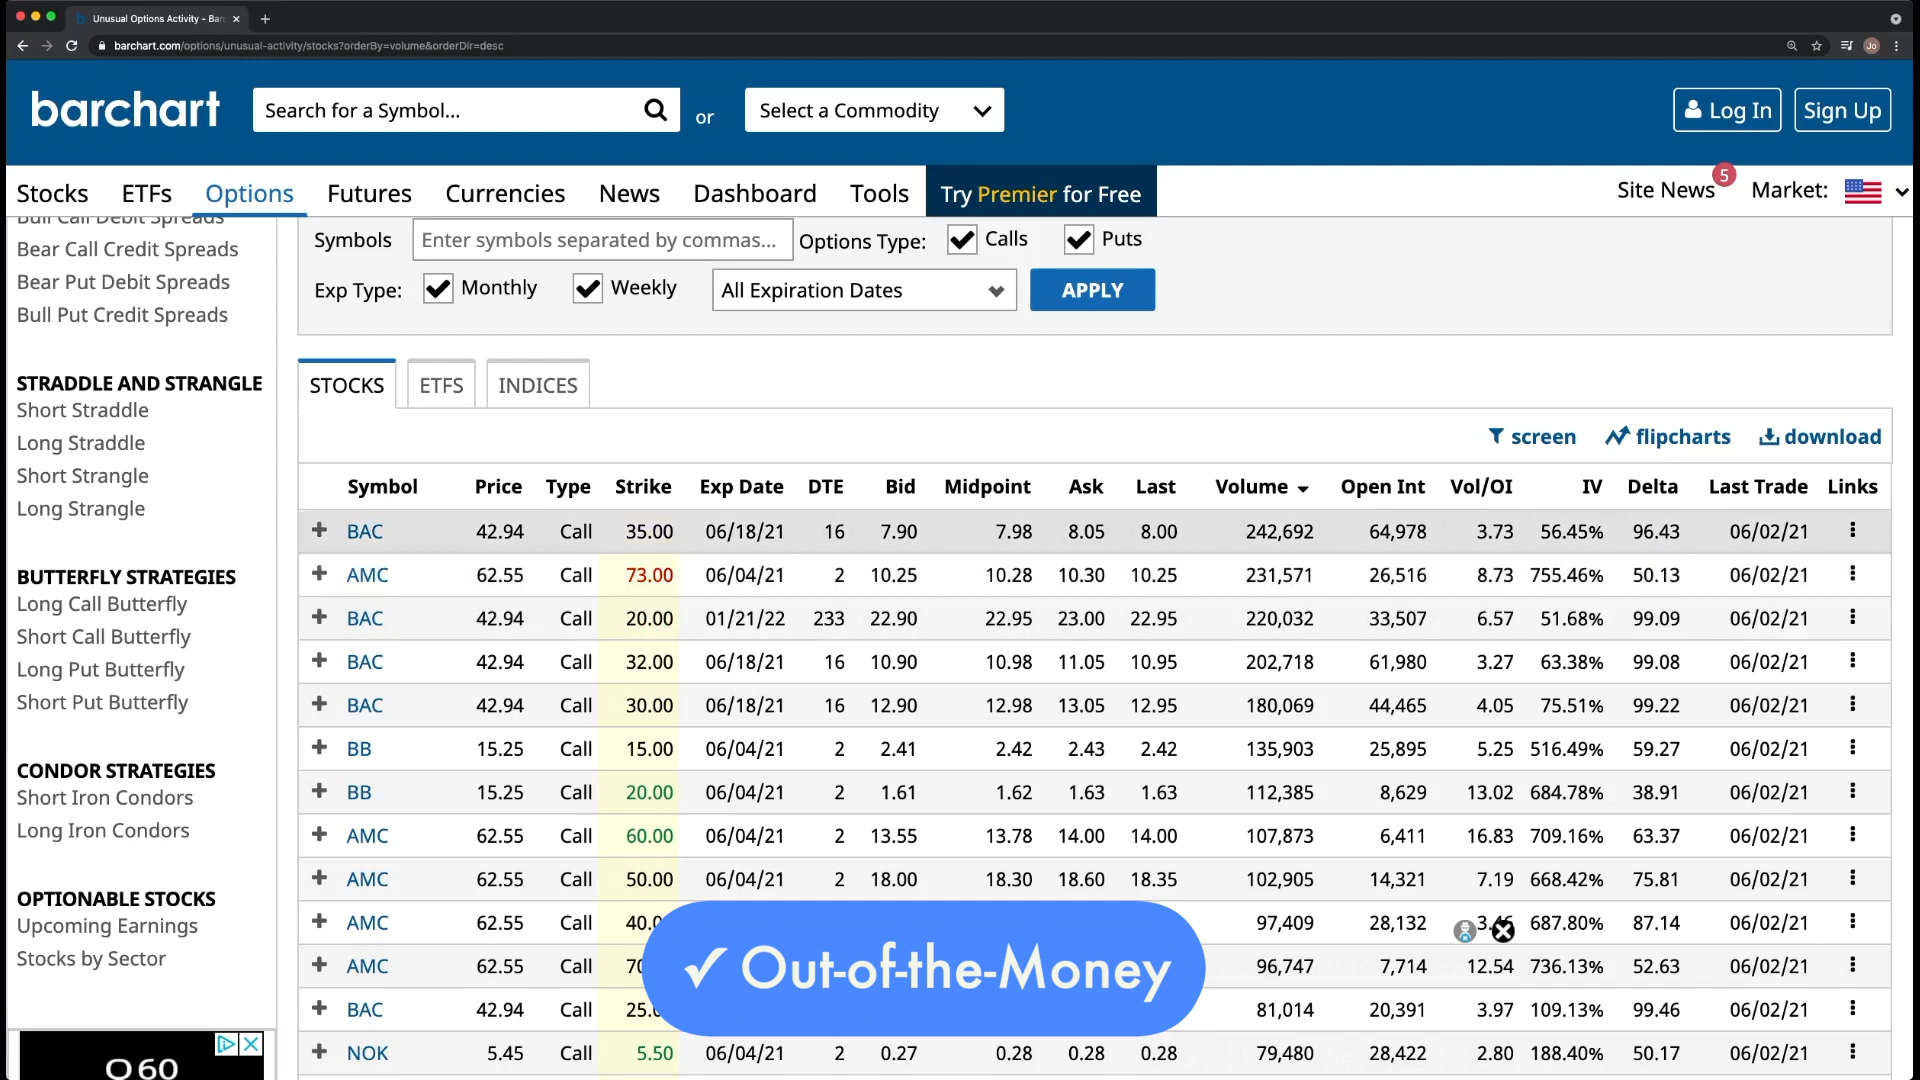 Unusual Options Activity - Bar
barchart.com/options/unusual-activity/stocks?orderBy=volume&orderDir=desc
Jo
barchart
Search for a Symbol...
or
Select a Commodity
Log In
Sign Up
Stocks ETFs Options Futures Currencies News Dashboard Tools Try Premier for Free
Site News 5 Market:
Bull Call Debit Spreads
Bear Call Credit Spreads
Bear Put Debit Spreads
Bull Put Credit Spreads
STRADDLE AND STRANGLE
Short Straddle
Long Straddle
Short Strangle
Long Strangle
BUTTERFLY STRATEGIES
Long Call Butterfly
Short Call Butterfly
Long Put Butterfly
Short Put Butterfly
CONDOR STRATEGIES
Short Iron Condors
Long Iron Condors
OPTIONABLE STOCKS
Upcoming Earnings
Stocks by Sector
Q60
Symbols Enter symbols separated by commas... Options Type: Calls Puts
Exp Type: Monthly Weekly All Expiration Dates APPLY
STOCKS ETFS INDICES
screen flipcharts download
Symbol Price Type Strike Exp Date DTE Bid Midpoint Ask Last Volume Open Int Vol/OI IV Delta Last Trade Links
+ BAC 42.94 Call 35.00 06/18/21 16 7.90 7.98 8.05 8.00 242,692 64,978 3.73 56.45% 96.43 06/02/21
+ AMC 62.55 Call 73.00 06/04/21 2 10.25 10.28 10.30 10.25 231,571 26,516 8.73 755.46% 50.13 06/02/21
+ BAC 42.94 Call 20.00 01/21/22 233 22.90 22.95 23.00 22.95 220,032 33,507 6.57 51.68% 99.09 06/02/21
+ BAC 42.94 Call 32.00 06/18/21 16 10.90 10.98 11.05 10.95 202,718 61,980 3.27 63.38% 99.08 06/02/21
+ BAC 42.94 Call 30.00 06/18/21 16 12.90 12.98 13.05 12.95 180,069 44,465 4.05 75.51% 99.22 06/02/21
+ BB 15.25 Call 15.00 06/04/21 2 2.41 2.42 2.43 2.42 135,903 25,895 5.25 516.49% 59.27 06/02/21
+ BB 15.25 Call 20.00 06/04/21 2 1.61 1.62 1.63 1.63 112,385 8,629 13.02 684.78% 38.91 06/02/21
+ AMC 62.55 Call 60.00 06/04/21 2 13.55 13.78 14.00 14.00 107,873 6,411 16.83 709.16% 63.37 06/02/21
+ AMC 62.55 Call 50.00 06/04/21 2 18.00 18.30 18.60 18.35 102,905 14,321 7.19 668.42% 75.81 06/02/21
+ AMC 62.55 Call 40.0 97,409 28,132 687.80% 87.14 06/02/21
+ AMC 62.55 Call 70 96,747 7,714 12.54 736.13% 52.63 06/02/21
+ BAC 42.94 Call 25. 81,014 20,391 3.97 109.13% 99.46 06/02/21
+ NOK 5.45 Call 5.50 06/04/21 2 0.27 0.28 0.28 0.28 79,480 28,422 2.80 188.40% 50.17 06/02/21
✓ Out-of-the-Money